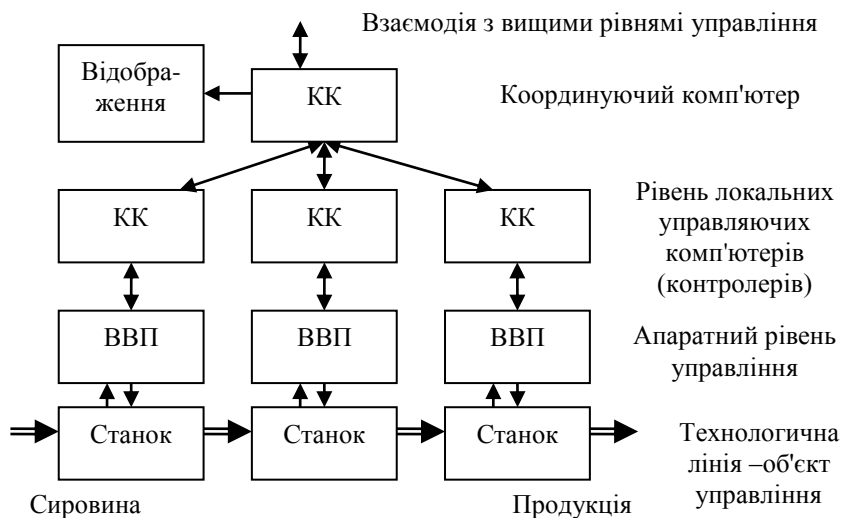 Взаємодія з вищими рівнями управління
Відобра-
ження
КК
Координуючий комп'ютер
КК
КК
КК
Рівень локальних
управляючих
комп'ютерів
(контролерів)
ВВП
ВВП
ВВП
Апаратний рівень
управління
Станок
Станок
Станок
Технологична
лінія –об'єкт
управління
Сировина
Продукція